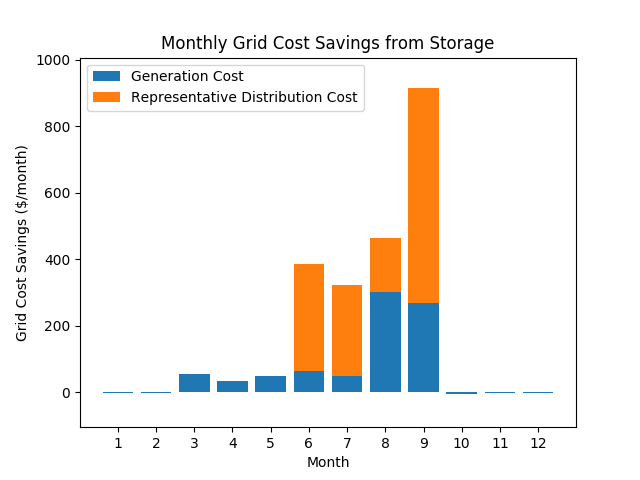 Monthly Grid Cost Savings from Storage
Generation Cost
Representative Distribution Cost
Grid Cost Savings ($/month)
1000
800
600
400
200
0
1 2 3 4 5 6 7 8 9 10 11 12
Month